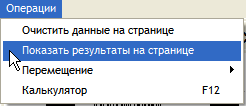 Операции
Очистить данные на странице
Показать результаты на странице
Перемещение
Калькулятор F12